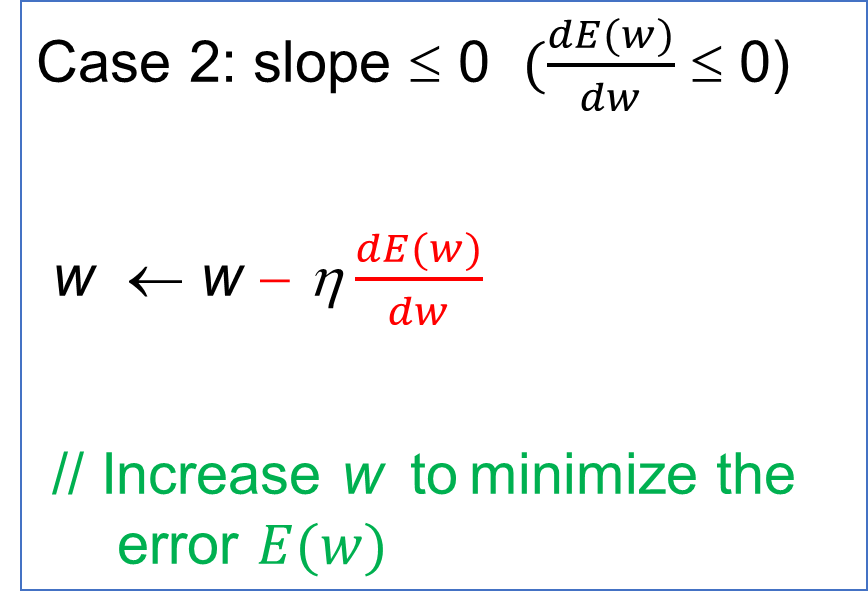 Case 2: slope ≤ 0 (dE(w)/dw ≤ 0)
w ← w − η dE(w)/dw
// Increase w to minimize the
error E(w)